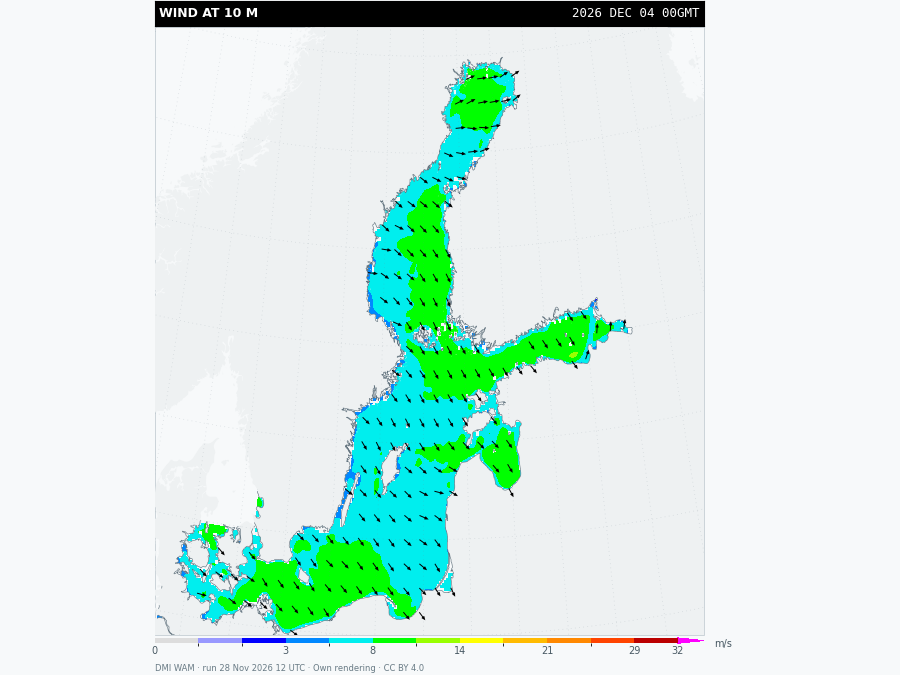 WIND AT 10 M
2026 DEC 04 00GMT
0
3
8
14
21
29
32
m/s
DMI WAM · run 28 Nov 2026 12 UTC · Own rendering · CC BY 4.0